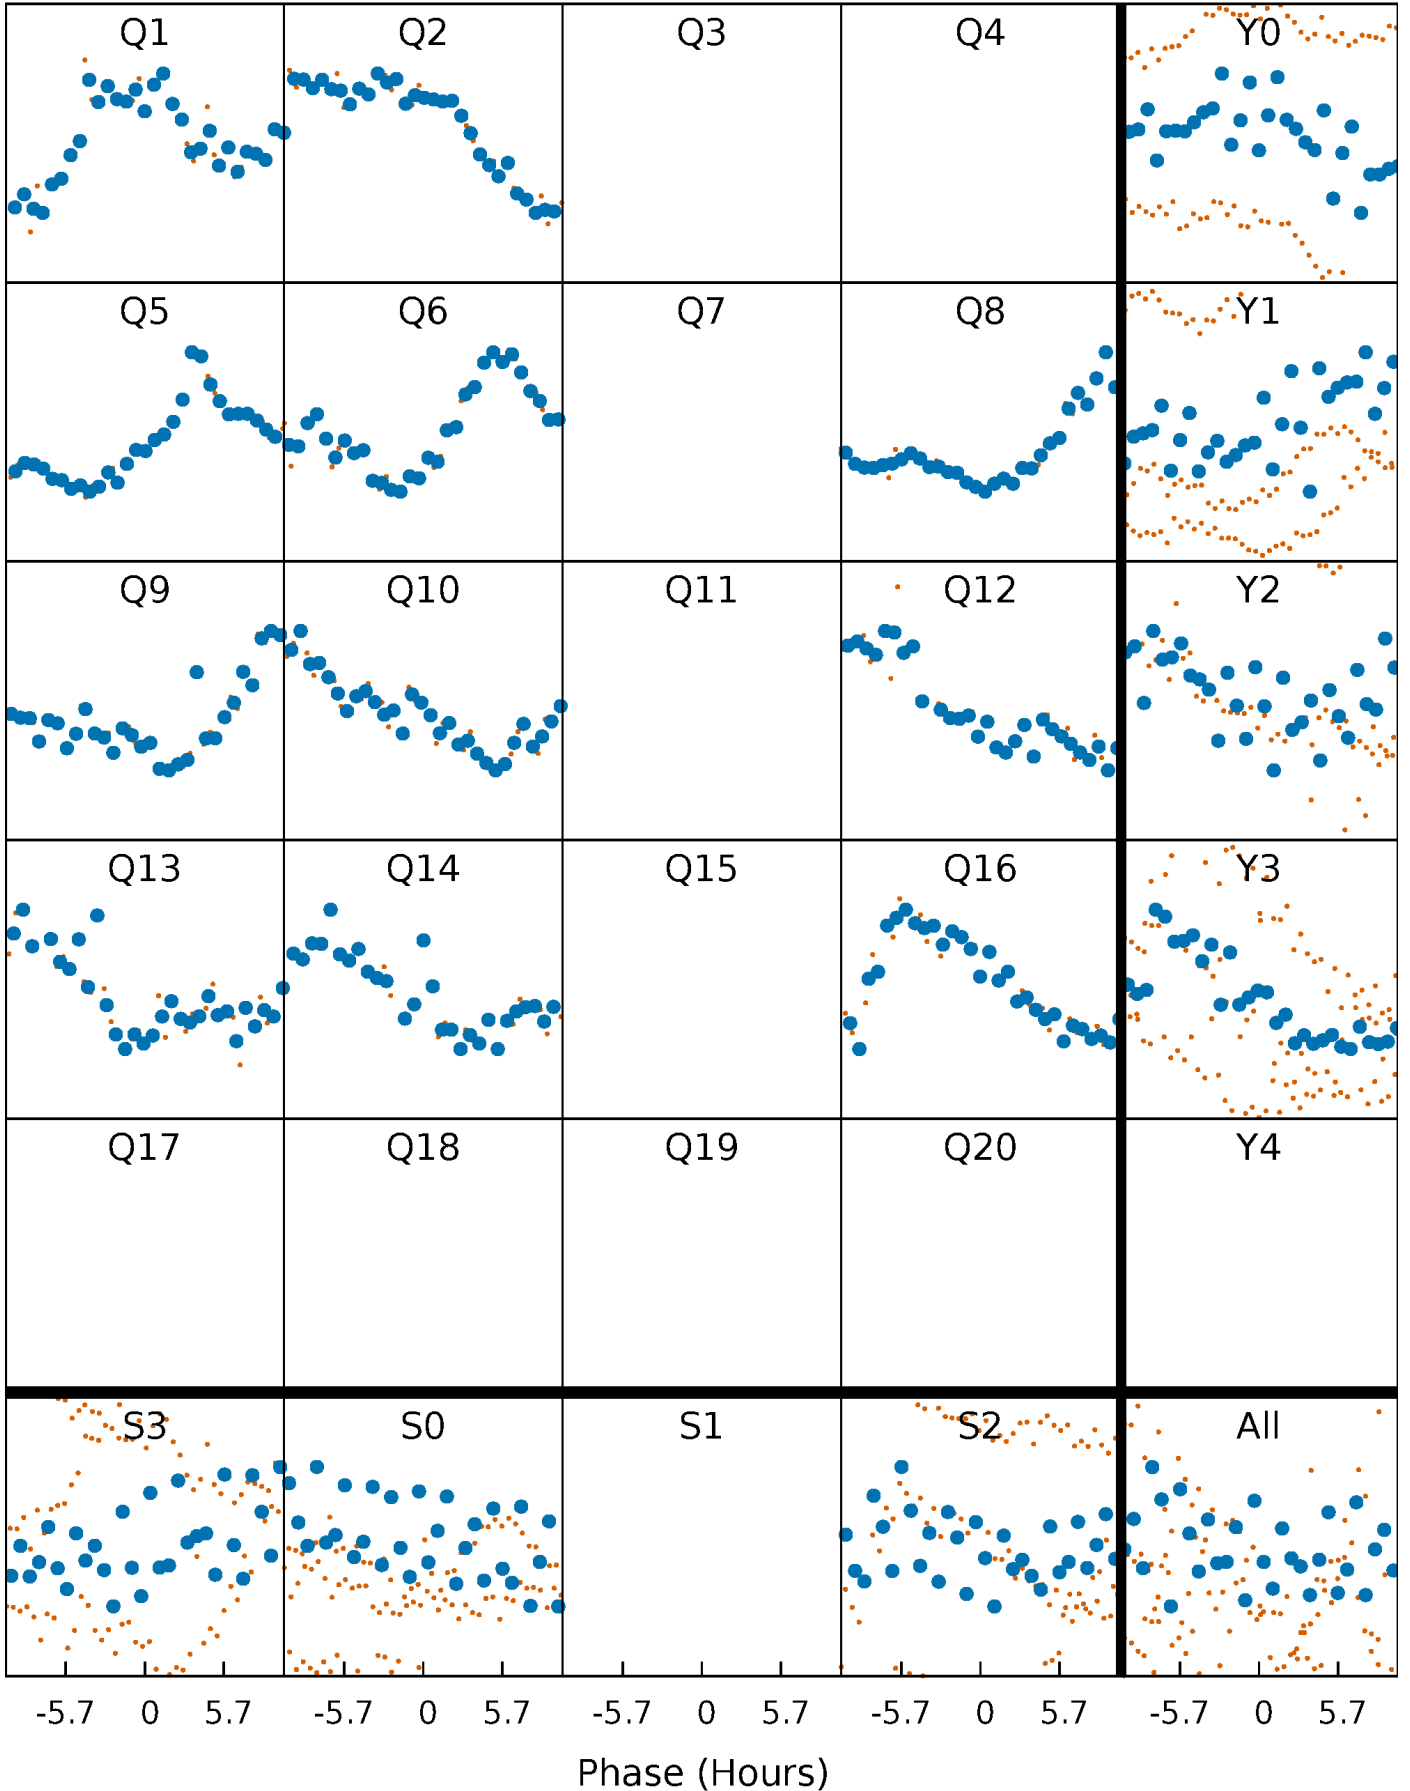 Q1 Q2 Q3 Q4 Y0
Q5 Q6 Q7 Q8 Y1
Q9 Q10 Q11 Q12 Y2
Q13 Q14 Q15 Q16 Y3
Q17 Q18 Q19 Q20 Y4
S3 S0 S1 S2 All
-5.7 0 5.7 -5.7 0 5.7 -5.7 0 5.7 -5.7 0 5.7 -5.7 0 5.7
Phase (Hours)